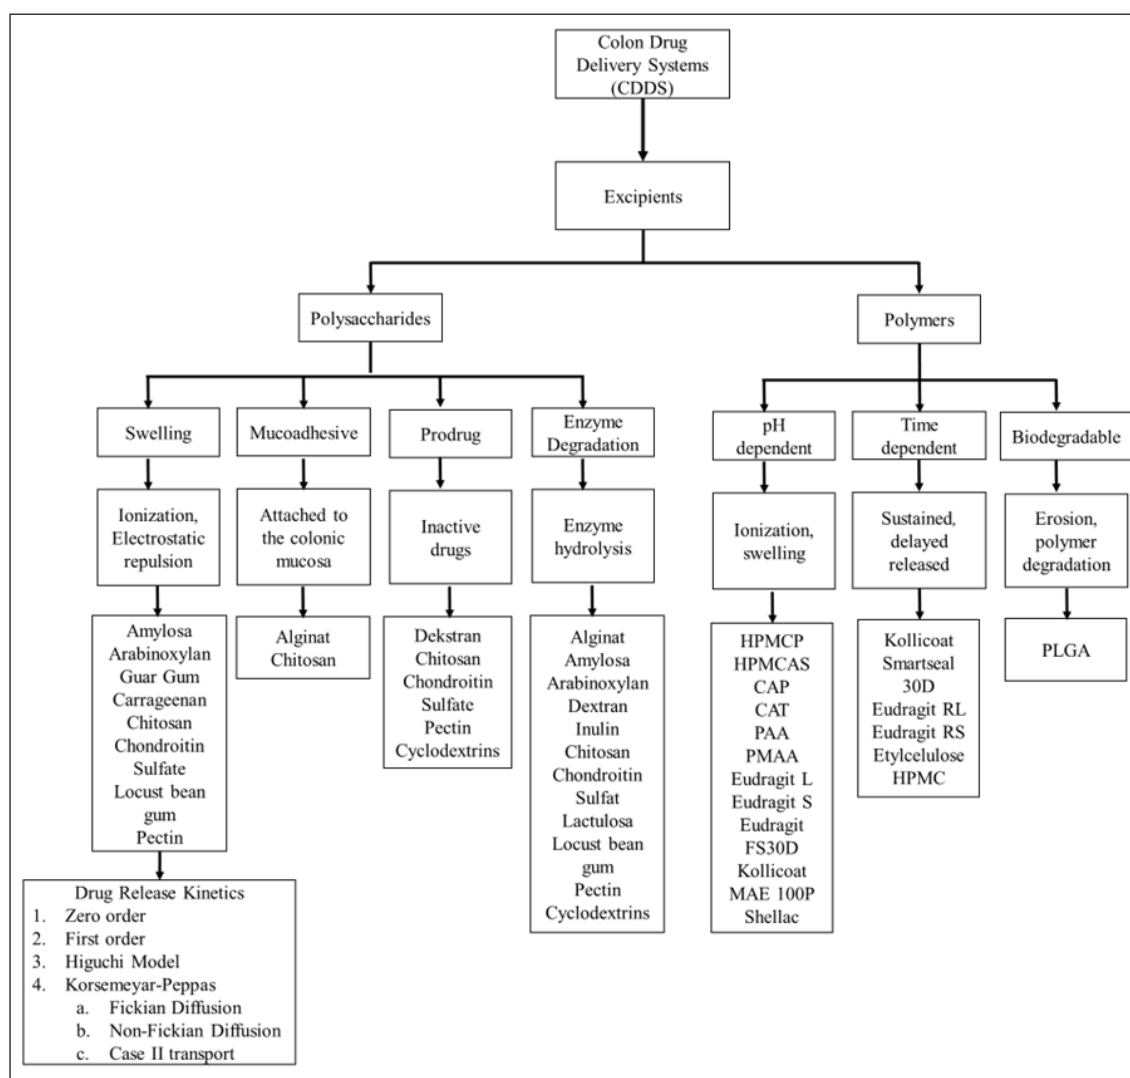 Colon Drug
Delivery Systems
(CDDS)
Excipients
Polysaccharides
Polymers
Swelling
Mucoadhesive
Prodrug
Enzyme
Degradation
pH
dependent
Time
dependent
Biodegradable
Ionization,
Electrostatic
repulsion
Attached to
the colonic
mucosa
Inactive
drugs
Enzyme
hydrolysis
Ionization,
swelling
Sustained,
delayed
released
Erosion,
polymer
degradation
Amylosa
Arabinoxylan
Guar Gum
Carrageenan
Chitosan
Chondroitin
Sulfate
Locust bean
gum
Pectin
Alginat
Chitosan
Dekstran
Chitosan
Chondroitin
Sulfate
Pectin
Cyclodextrins
Alginat
Amylosa
Arabinoxylan
Dextran
Inulin
Chitosan
Chondroitin
Sulfat
Lactulosa
Locust bean
gum
Pectin
Cyclodextrins
HPMCP
HPMCAS
CAP
CAT
PAA
PMAA
Eudragit L
Eudragit S
Eudragit
FS30D
Kollicoat
MAE 100P
Shellac
Kollicoat
Smartseal
30D
Eudragit RL
Eudragit RS
Etylcelulose
HPMC
PLGA
Drug Release Kinetics
1. Zero order
2. First order
3. Higuchi Model
4. Korsemeyar-Peppas
a. Fickian Diffusion
b. Non-Fickian Diffusion
c. Case II transport